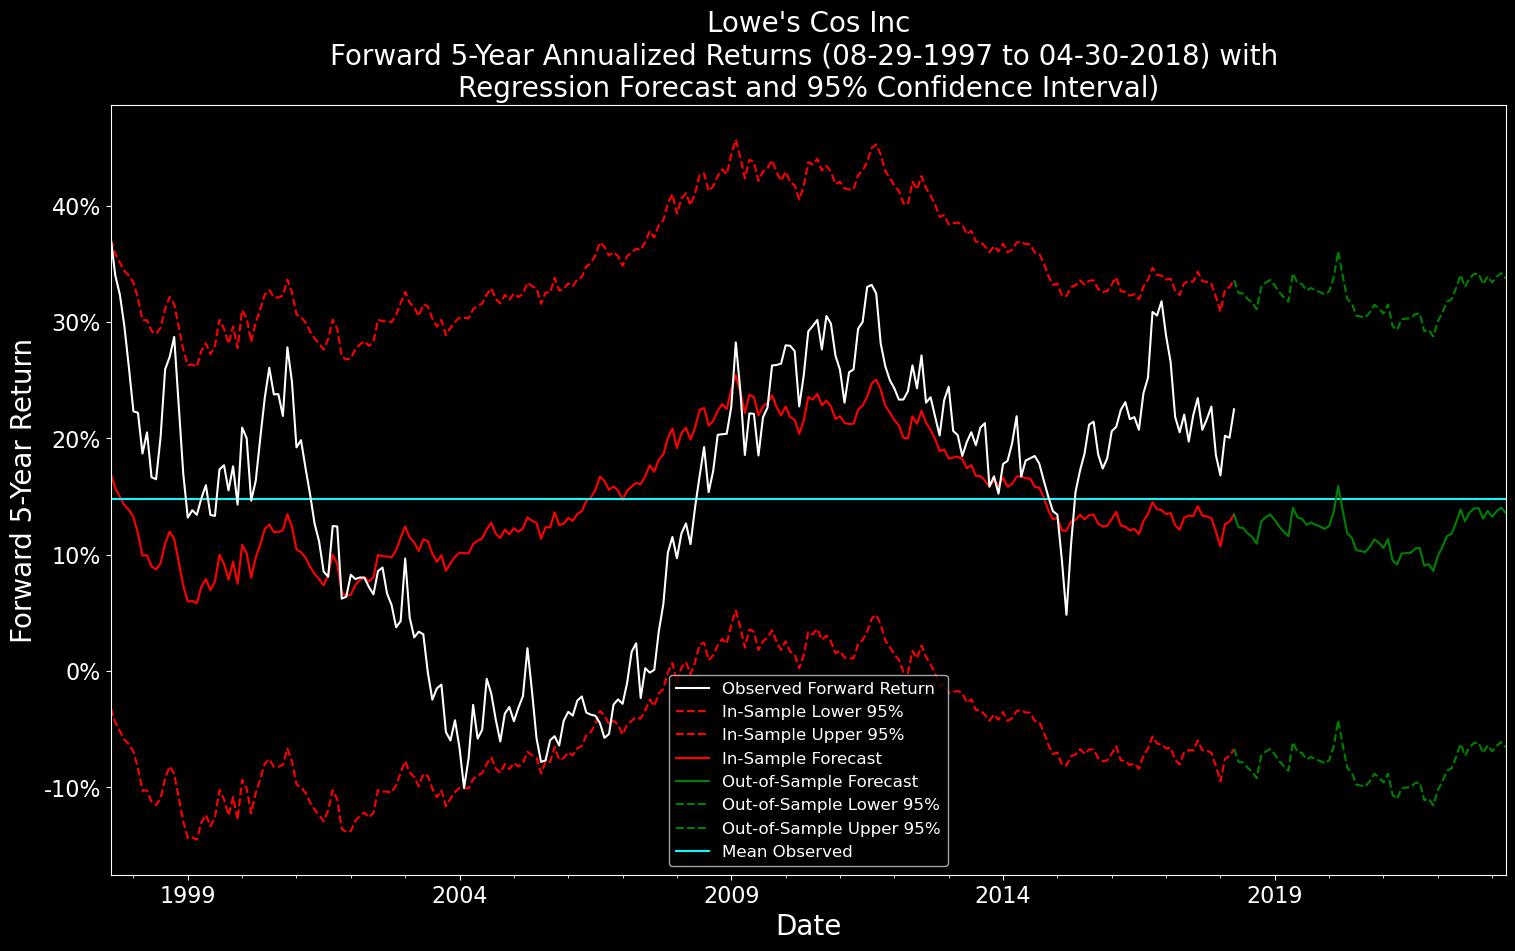 Lowe's Cos Inc
Forward 5-Year Annualized Returns (08-29-1997 to 04-30-2018) with
Regression Forecast and 95% Confidence Interval)
Forward 5-Year Return
40%
30%
20%
10%
0%
-10%
Observed Forward Return
In-Sample Lower 95%
In-Sample Upper 95%
In-Sample Forecast
Out-of-Sample Forecast
Out-of-Sample Lower 95%
Out-of-Sample Upper 95%
Mean Observed
1999 2004 2009 2014 2019
Date